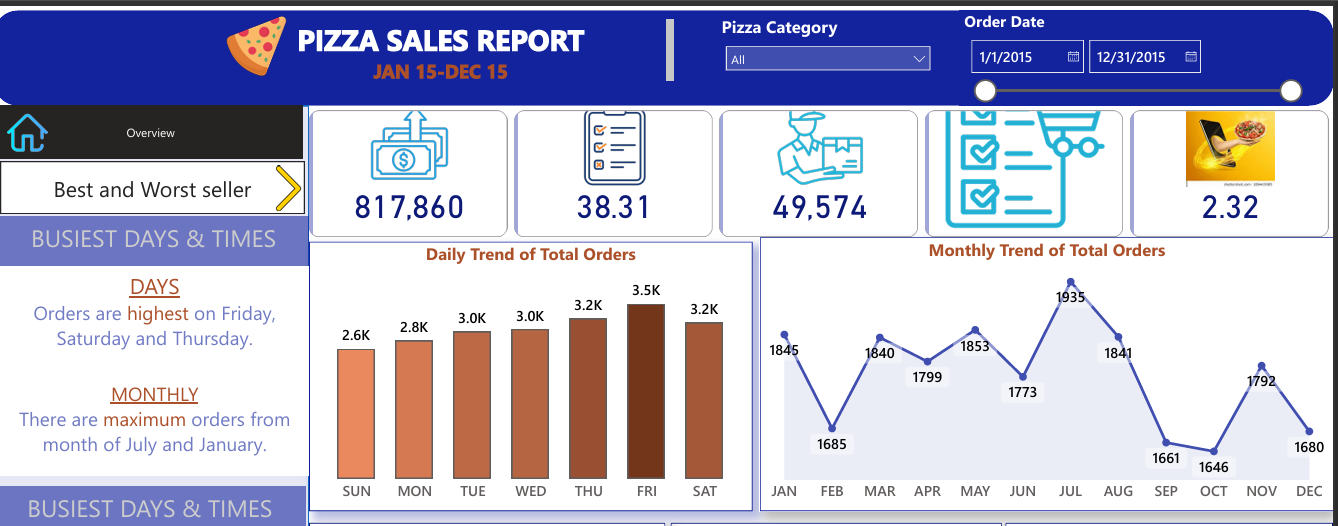 PIZZA SALES REPORT
JAN 15-DEC 15
Pizza Category
All
Order Date
1/1/2015
12/31/2015
Overview
Best and Worst seller
BUSIEST DAYS & TIMES
DAYS
Orders are highest on Friday,
Saturday and Thursday.
MONTHLY
There are maximum orders from
month of July and January.
BUSIEST DAYS & TIMES
817,860
38.31
49,574
2.32
Daily Trend of Total Orders
2.6K
2.8K
3.0K
3.0K
3.2K
3.5K
3.2K
SUN MON TUE WED THU FRI SAT
Monthly Trend of Total Orders
1845
1685
1840
1799
1853
1773
1935
1841
1661
1646
1792
1680
JAN FEB MAR APR MAY JUN JUL AUG SEP OCT NOV DEC